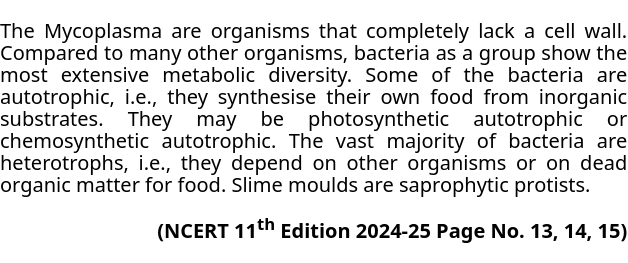 The Mycoplasma are organisms that completely lack a cell wall.
Compared to many other organisms, bacteria as a group show the
most extensive metabolic diversity. Some of the bacteria are
autotrophic, i.e., they synthesise their own food from inorganic
substrates. They may be photosynthetic autotrophic or
chemosynthetic autotrophic. The vast majority of bacteria are
heterotrophs, i.e., they depend on other organisms or on dead
organic matter for food. Slime moulds are saprophytic protists.
(NCERT 11th Edition 2024-25 Page No. 13, 14, 15)